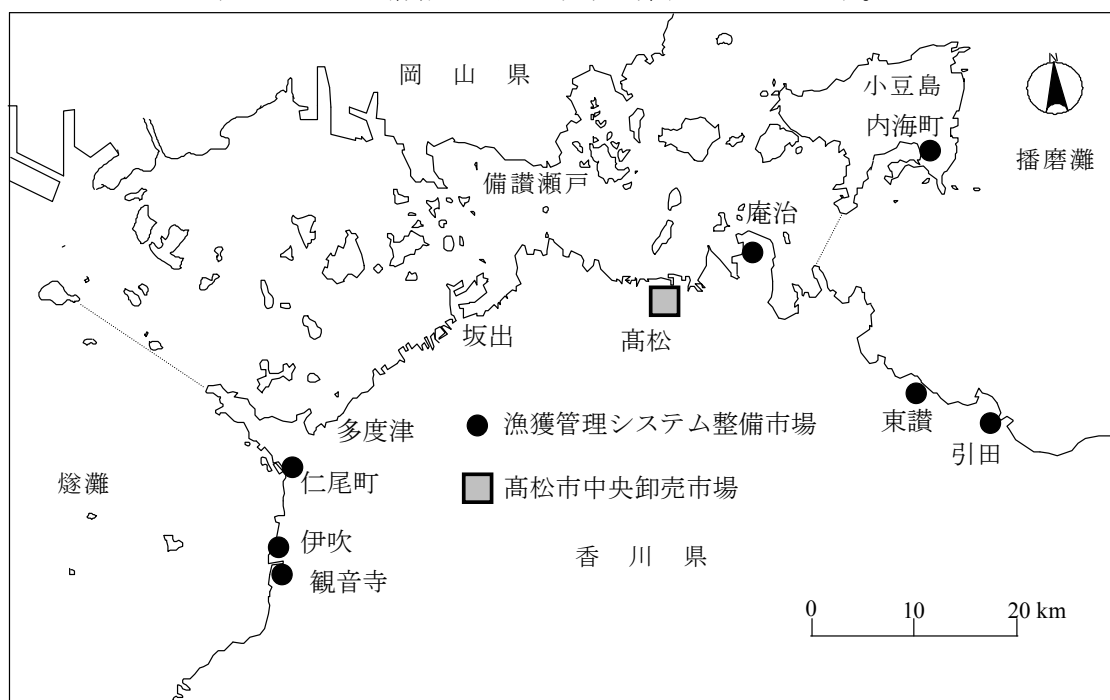 岡 山 県
小豆島
内海町
播磨灘
N
備讃瀬戸
庵治
坂出
髙松
東讃
引田
多度津
● 漁獲管理システム整備市場
仁尾町
燧灘
髙松市中央卸売市場
伊吹
観音寺
香 川 県
0 10 20 km